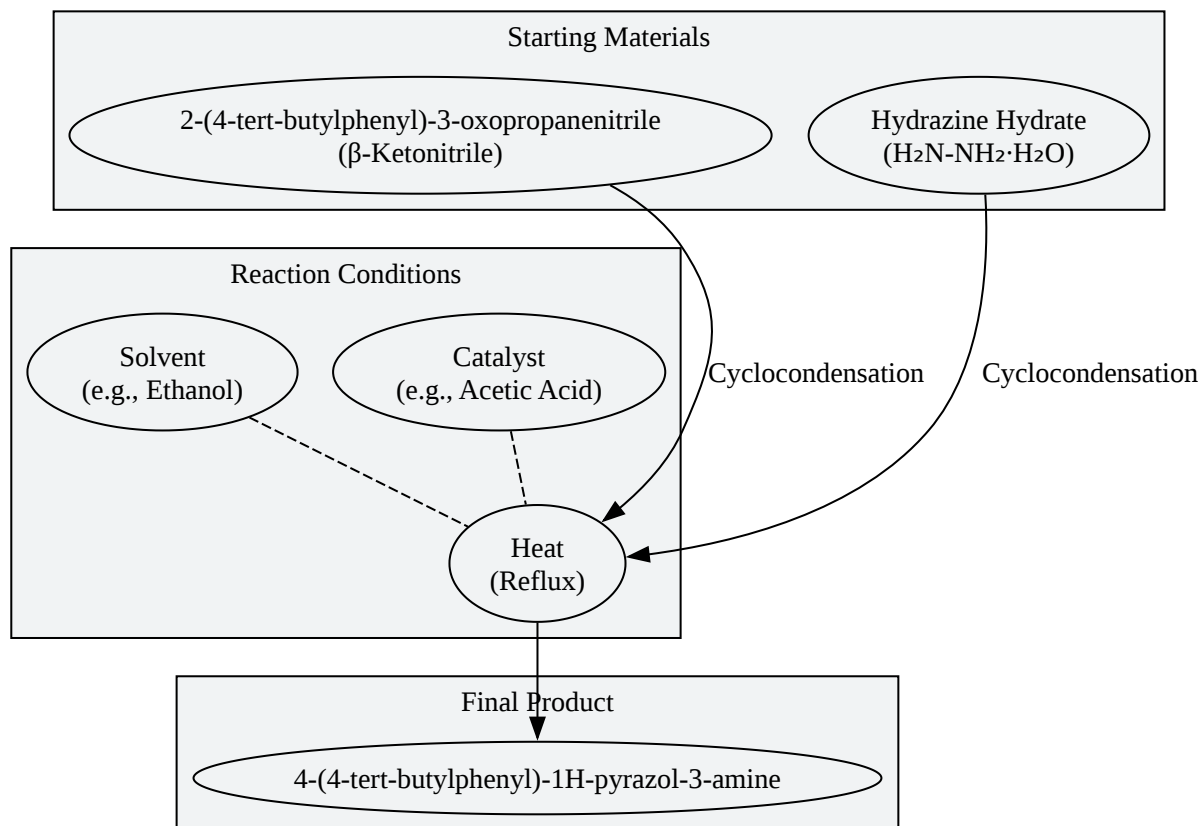 Starting Materials
2-(4-tert-butylphenyl)-3-oxopropanenitrile
(β-Ketonitrile)
Hydrazine Hydrate
(H₂N-NH₂·H₂O)
Reaction Conditions
Solvent
(e.g., Ethanol)
Catalyst
(e.g., Acetic Acid)
Cyclocondensation
Cyclocondensation
Heat
(Reflux)
Final Product
4-(4-tert-butylphenyl)-1H-pyrazol-3-amine